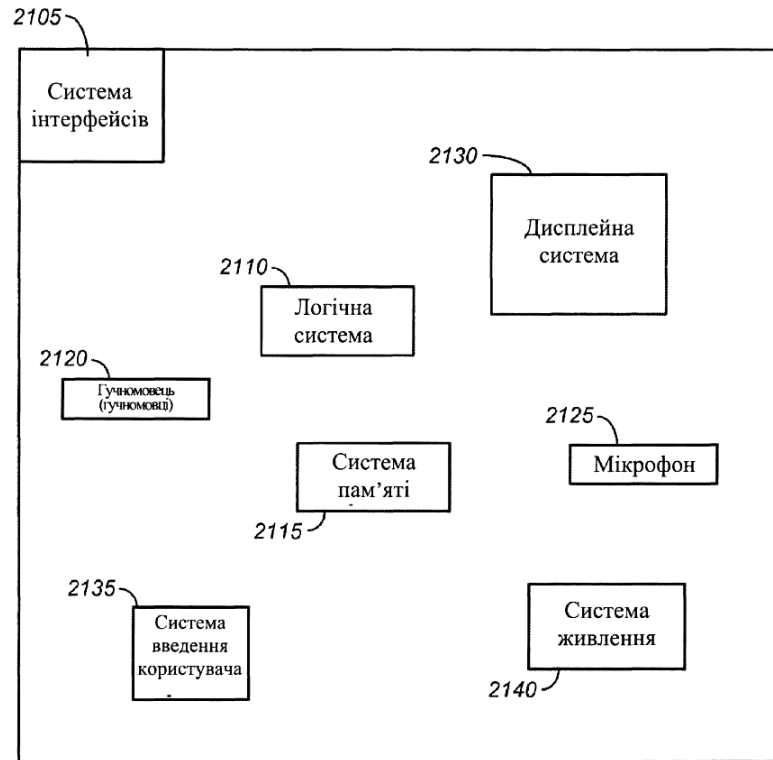 2105
Система
інтерфейсів
2130
Дисплейна
система
2110
Логічна
система
2120
Гучномовець
(гучномовці)
2125
Мікрофон
Система
пам’яті
2115
2135
Система
введення
користувача
Система
живлення
2140